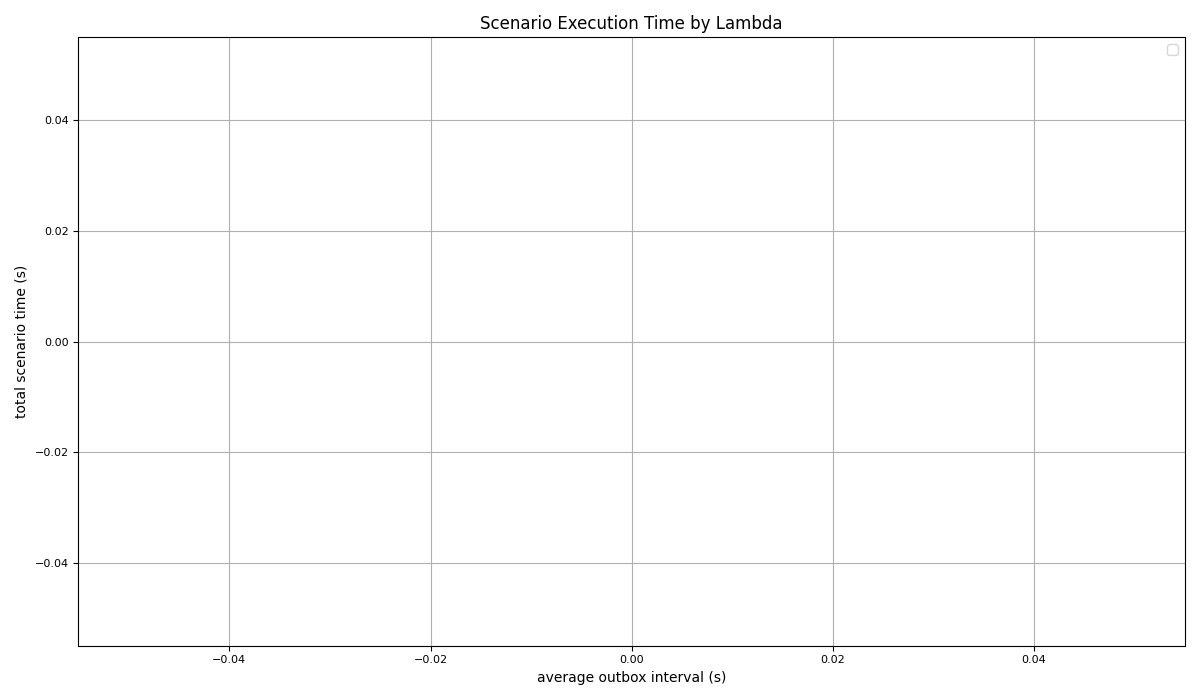 Scenario Execution Time by Lambda
0.04
0.02
0.00
−0.02
−0.04
total scenario time (s)
−0.04 −0.02 0.00 0.02 0.04
average outbox interval (s)